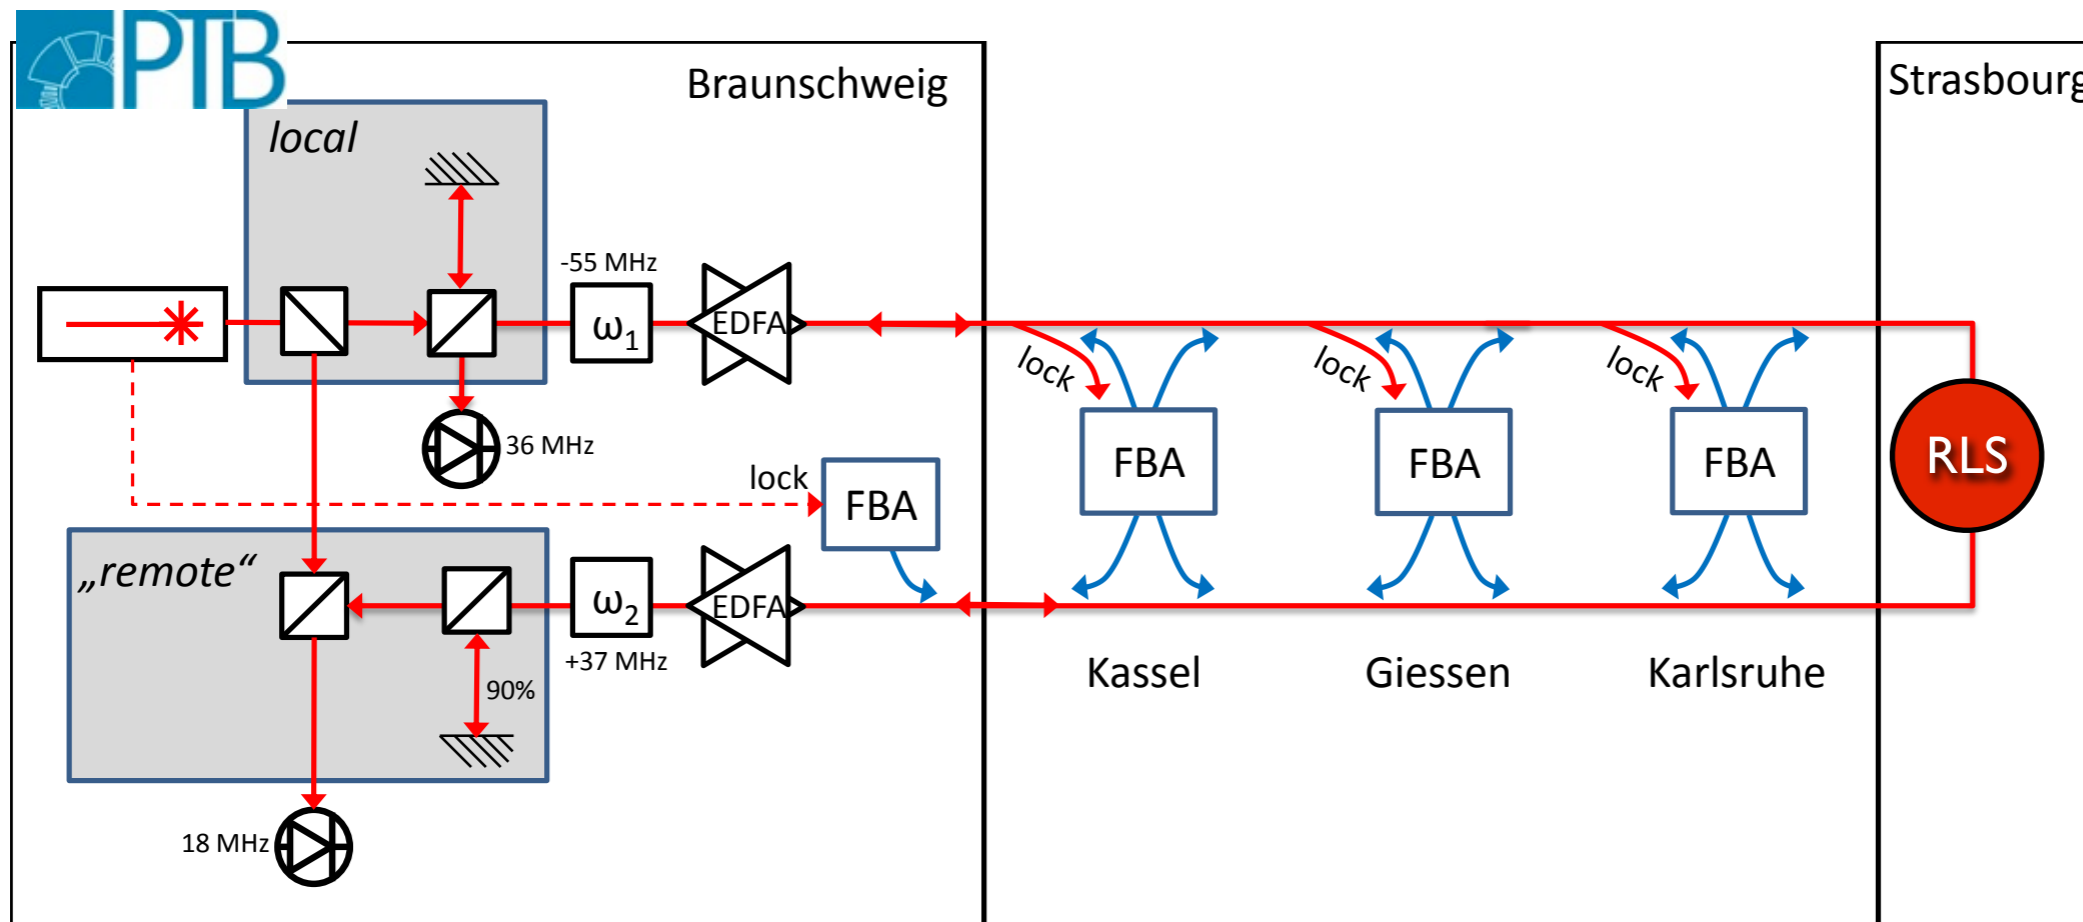 PTB
Braunschweig
Strasbourg
local
-55 MHz
ω1
EDFA
lock
lock
lock
36 MHz
lock
FBA
FBA
FBA
FBA
RLS
„remote“
ω2
EDFA
+37 MHz
90%
Kassel
Giessen
Karlsruhe
18 MHz